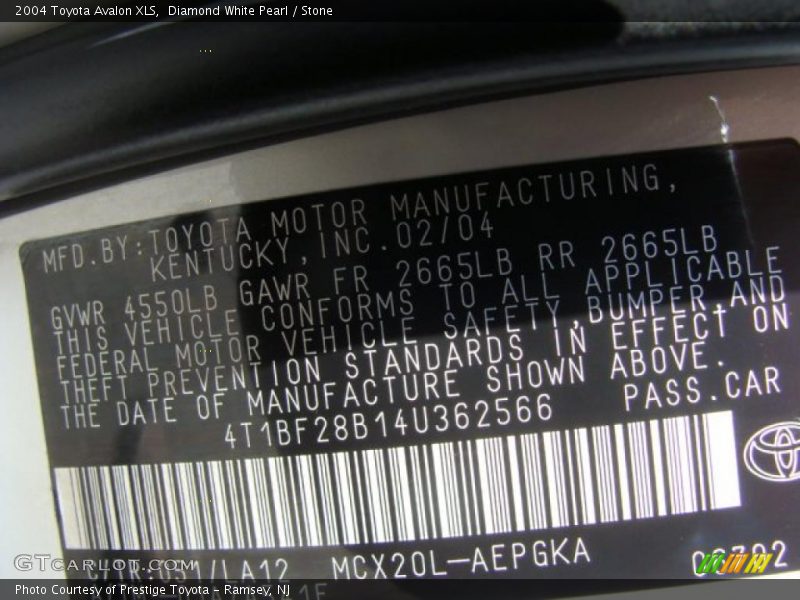 2004 Toyota Avalon XLS, Diamond White Pearl / Stone
MFD.BY:TOYOTA MOTOR MANUFACTURING,
KENTUCKY,INC.02/04
GVWR 4550LB GAWR FR 2665LB RR 2665LB
THIS VEHICLE CONFORMS TO ALL APPLICABLE
FEDERAL MOTOR VEHICLE SAFETY,BUMPER,AND
THEFT PREVENTION STANDARDS IN EFFECT ON
THE DATE OF MANUFACTURE SHOWN ABOVE.
4T1BF28B14U362566 PASS.CAR
C/TR:051/LA12 MCX20L-AEPGKA
GTcarlot.com
Photo Courtesy of Prestige Toyota - Ramsey, NJ